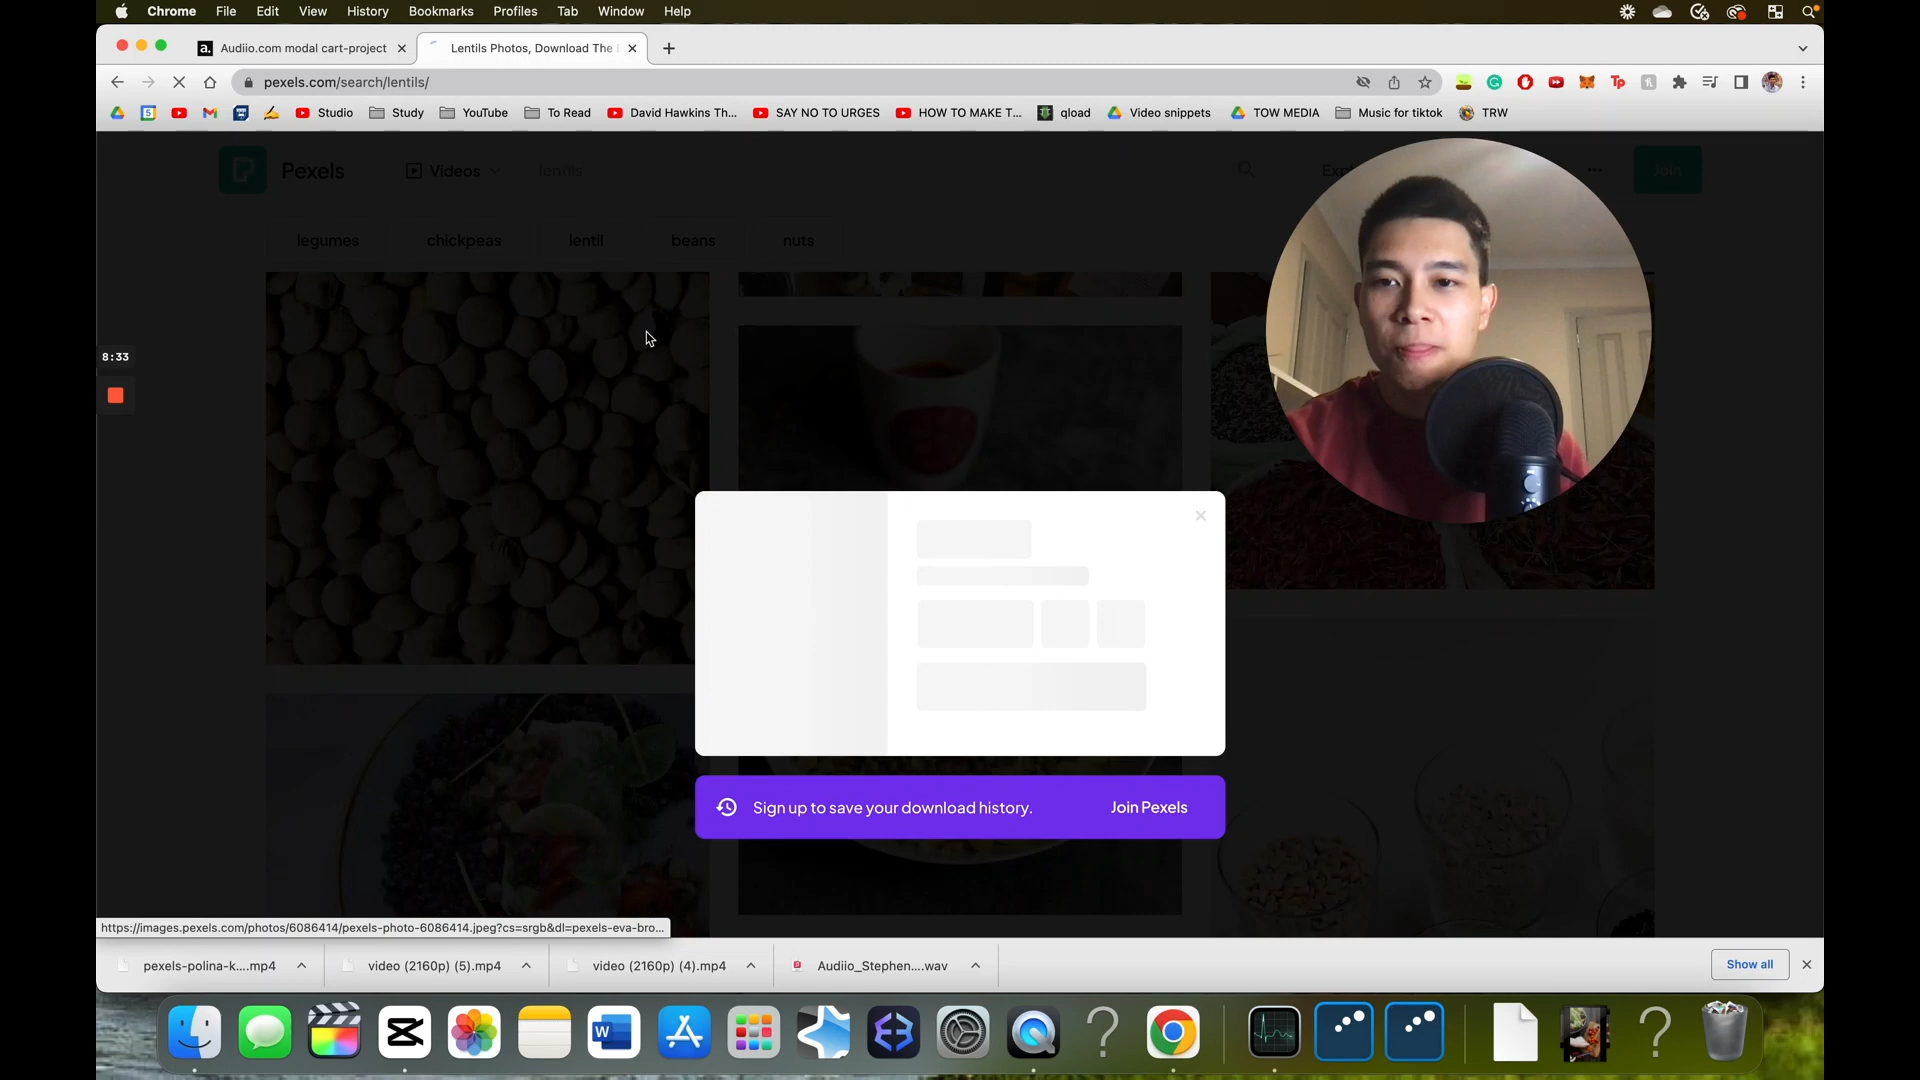 Chrome File Edit View History Bookmarks Profiles Tab Window Help
a. Audiio.com modal cart-project Lentils Photos, Download The
pexels.com/search/lentils/
Tp
5 Studio Study YouTube To Read David Hawkins Th... SAY NO TO URGES HOW TO MAKE T... qload Video snippets TOW MEDIA Music for tiktok TRW
Pexels Videos lentils Join
legumes chickpeas lentil beans nuts
8:33
Sign up to save your download history. Join Pexels
https://images.pexels.com/photos/6086414/pexels-photo-6086414.jpeg?cs=srgb&dl=pexels-eva-bro...
pexels-polina-k....mp4 video (2160p) (5).mp4 video (2160p) (4).mp4 Audiio_Stephen....wav Show all
W